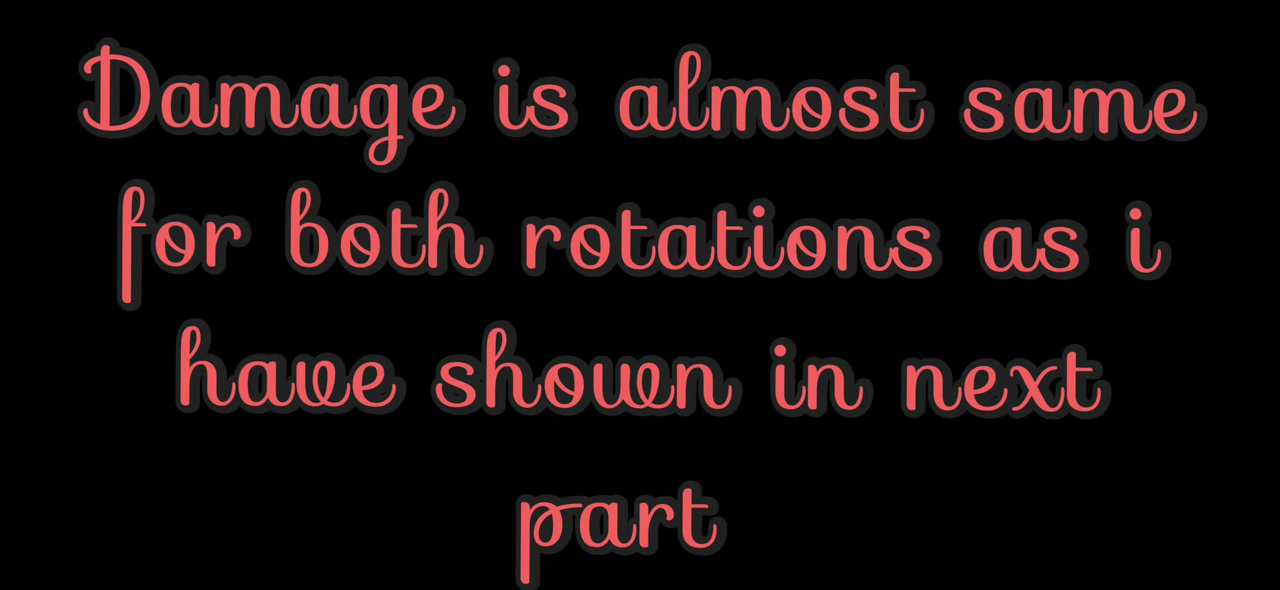 Damage is almost same
for both rotations as i
have shown in next
part